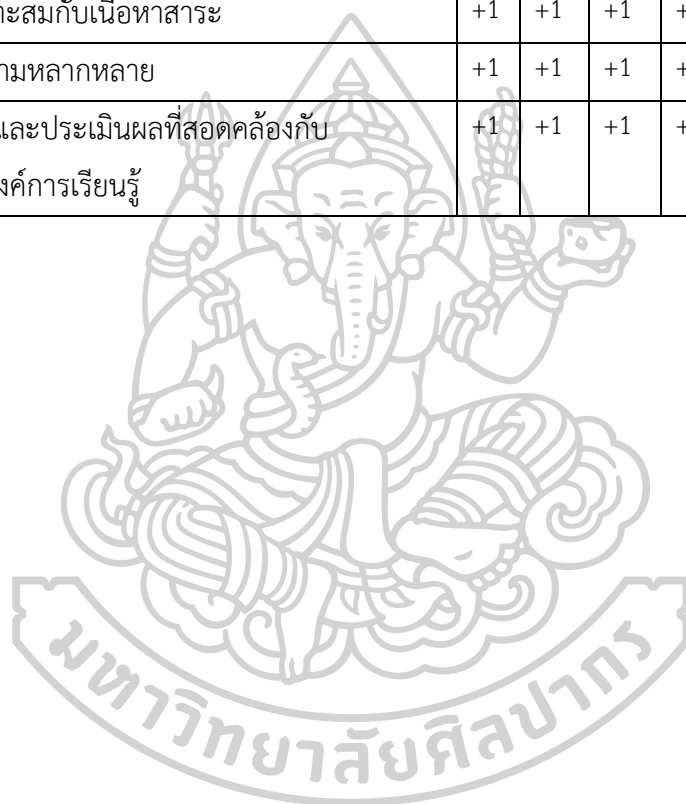 าะสมกับเนื้อหาสาระ +1 +1 +1 +
ามหลากหลาย +1 +1 +1 +
และประเมินผลที่สอดคล้องกับ +1 +1 +1 +
งค์การเรียนรู้
มหาวิทยาลัยศิลปากร